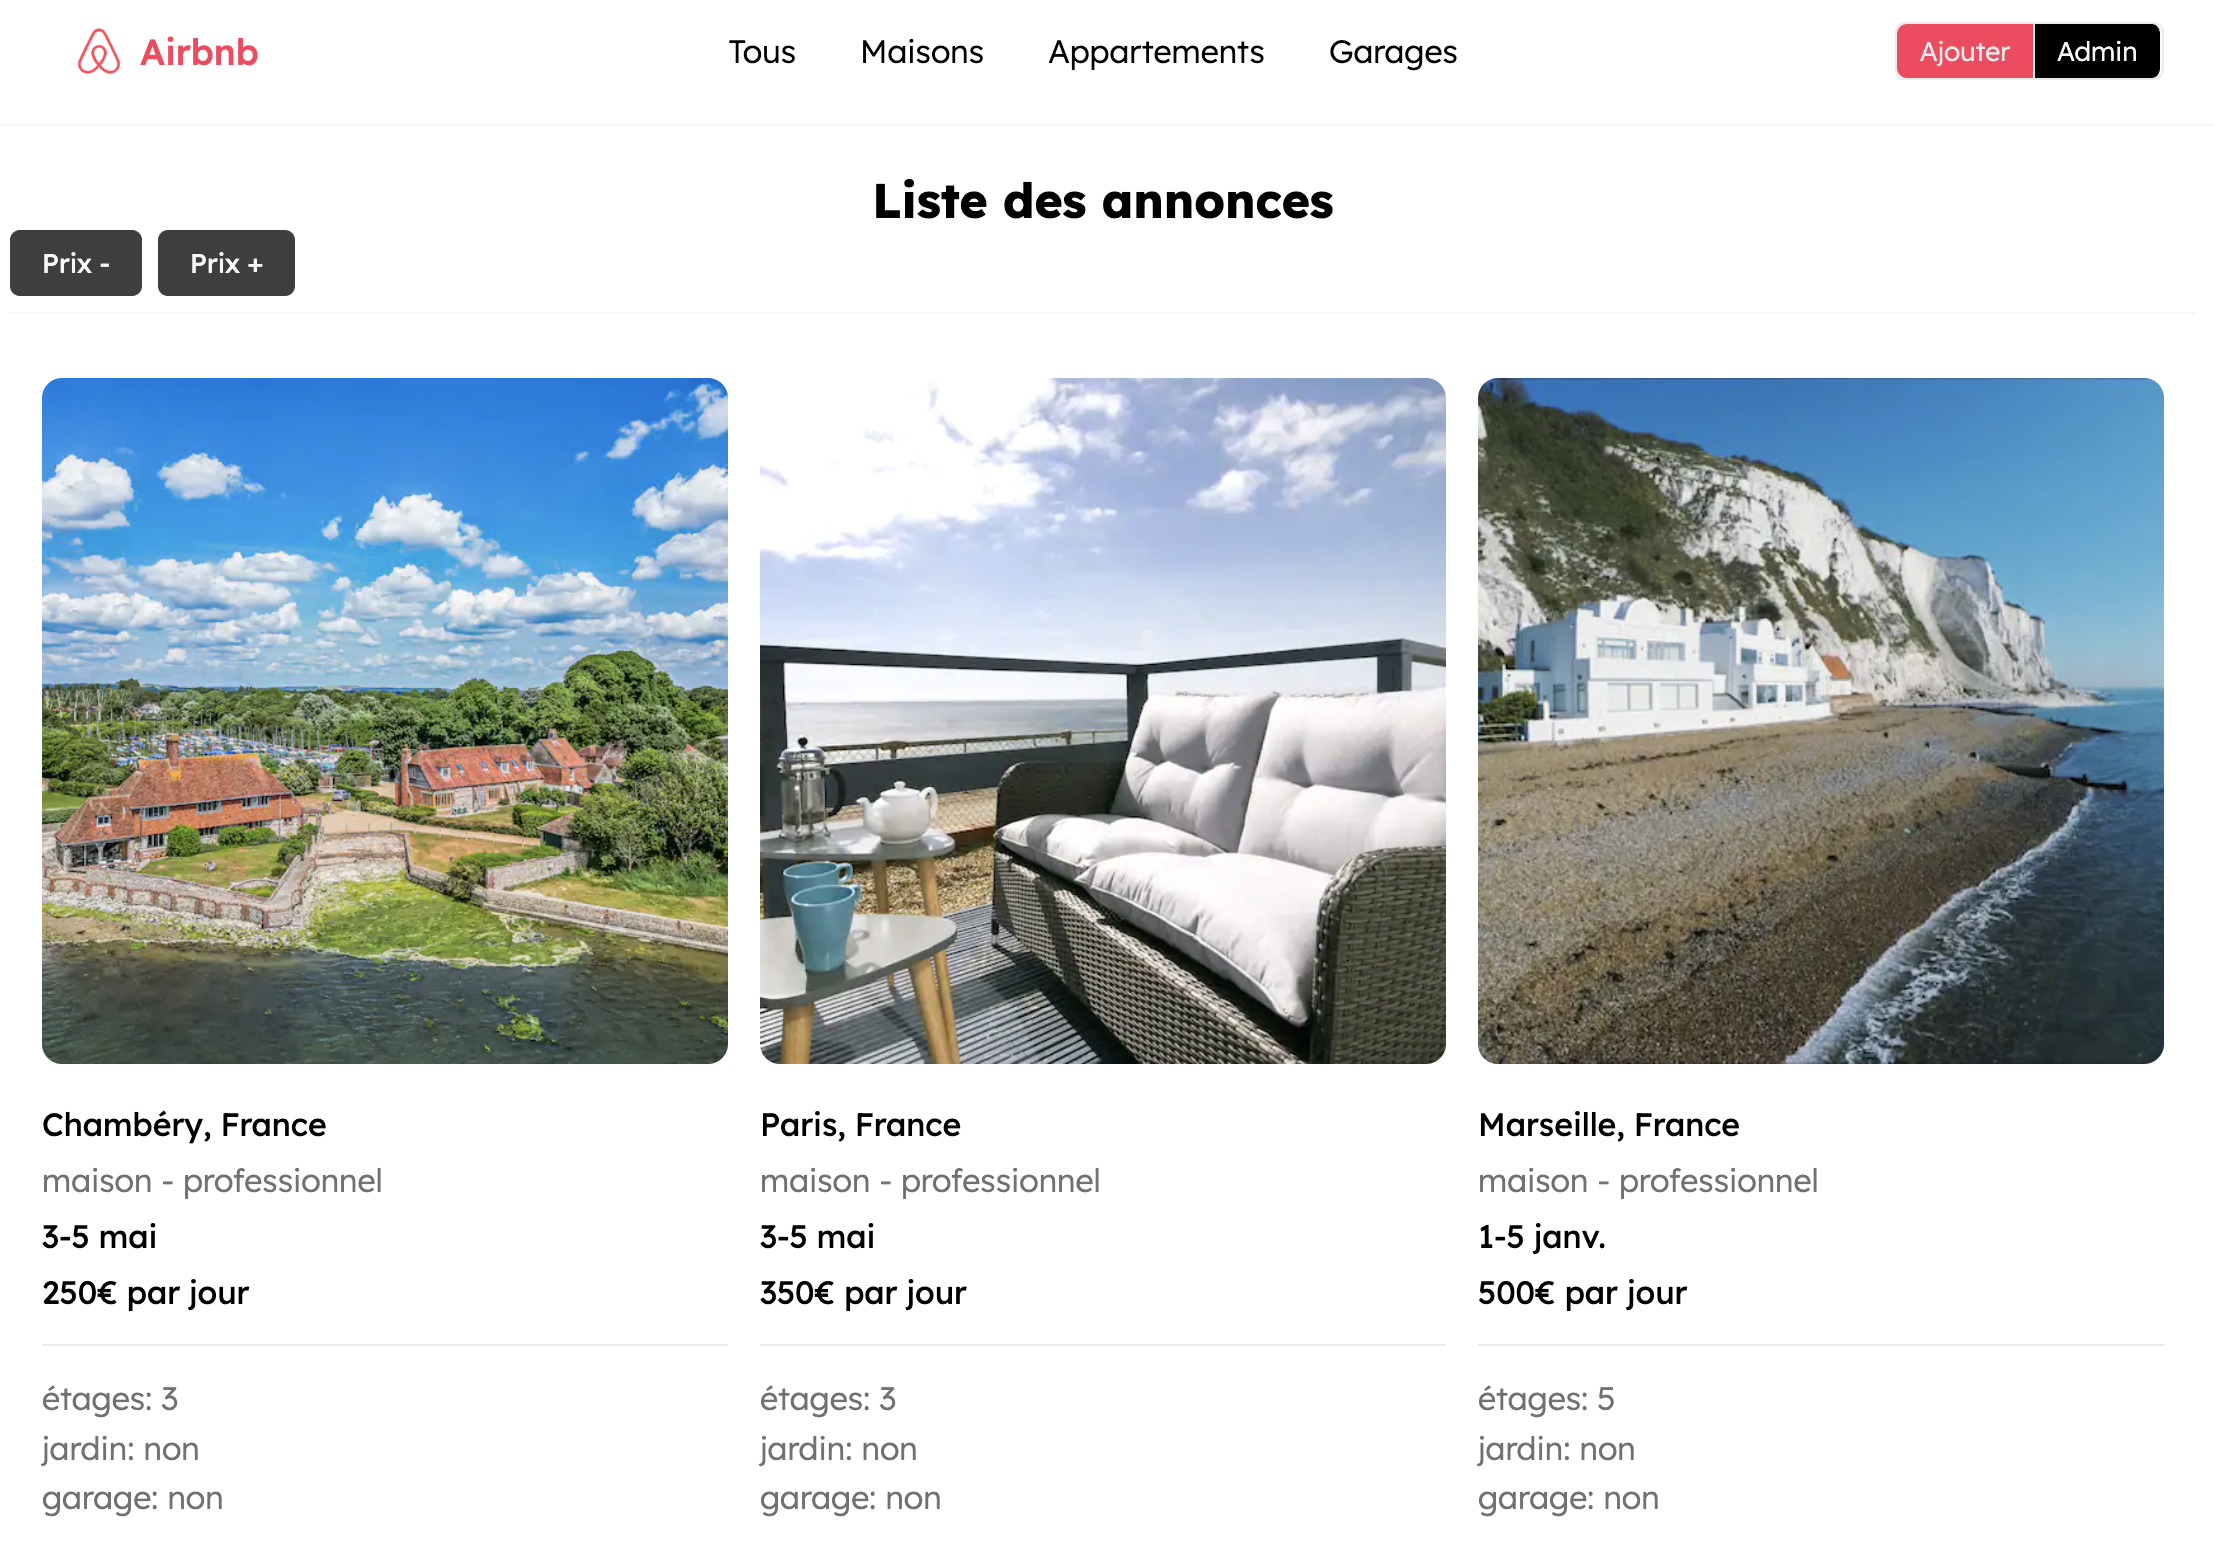 Airbnb
Tous Maisons Appartements Garages
Ajouter Admin
Liste des annonces
Prix - Prix +
Chambéry, France
maison - professionnel
3-5 mai
250€ par jour
étages: 3
jardin: non
garage: non
Paris, France
maison - professionnel
3-5 mai
350€ par jour
étages: 3
jardin: non
garage: non
Marseille, France
maison - professionnel
1-5 janv.
500€ par jour
étages: 5
jardin: non
garage: non